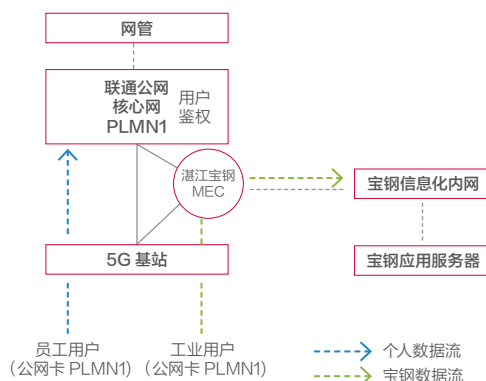 网管
联通公网
核心网
PLMN1
用户
鉴权
湛江宝钢
MEC
宝钢信息化内网
5G 基站
宝钢应用服务器
员工用户
（公网卡 PLMN1）
工业用户
（公网卡 PLMN1）
个人数据流
宝钢数据流